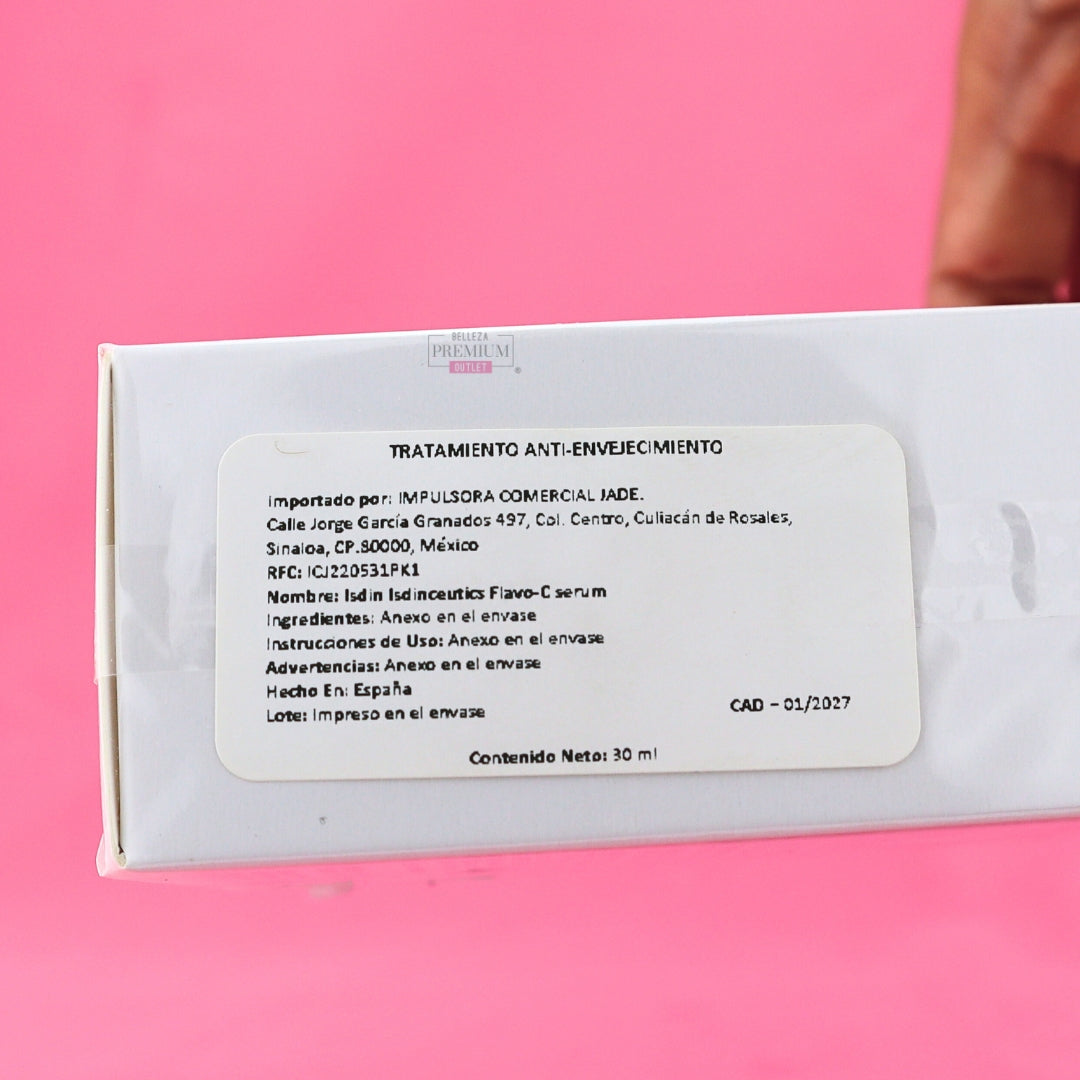 BELLEZA
PREMIUM
OUTLET
®
TRATAMIENTO ANTI-ENVEJECIMIENTO
Importado por: IMPULSORA COMERCIAL JADE.
Calle Jorge García Granados 497, Col. Centro, Culiacán de Rosales,
Sinaloa, CP.80000, México
RFC: ICJ220531PK1
Nombre: Isdin Isdinceutics Flavo-C serum
Ingredientes: Anexo en el envase
Instrucciones de Uso: Anexo en el envase
Advertencias: Anexo en el envase
Hecho En: España
Lote: Impreso en el envase
CAD - 01/2027
Contenido Neto: 30 ml